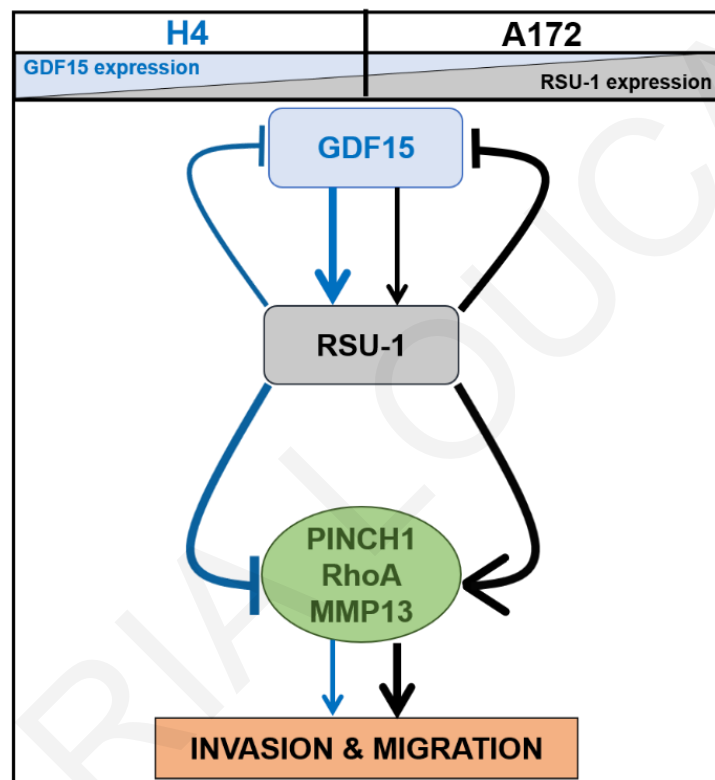 H4
A172
GDF15 expression
RSU-1 expression
GDF15
RSU-1
PINCH1
RhoA
MMP13
INVASION & MIGRATION